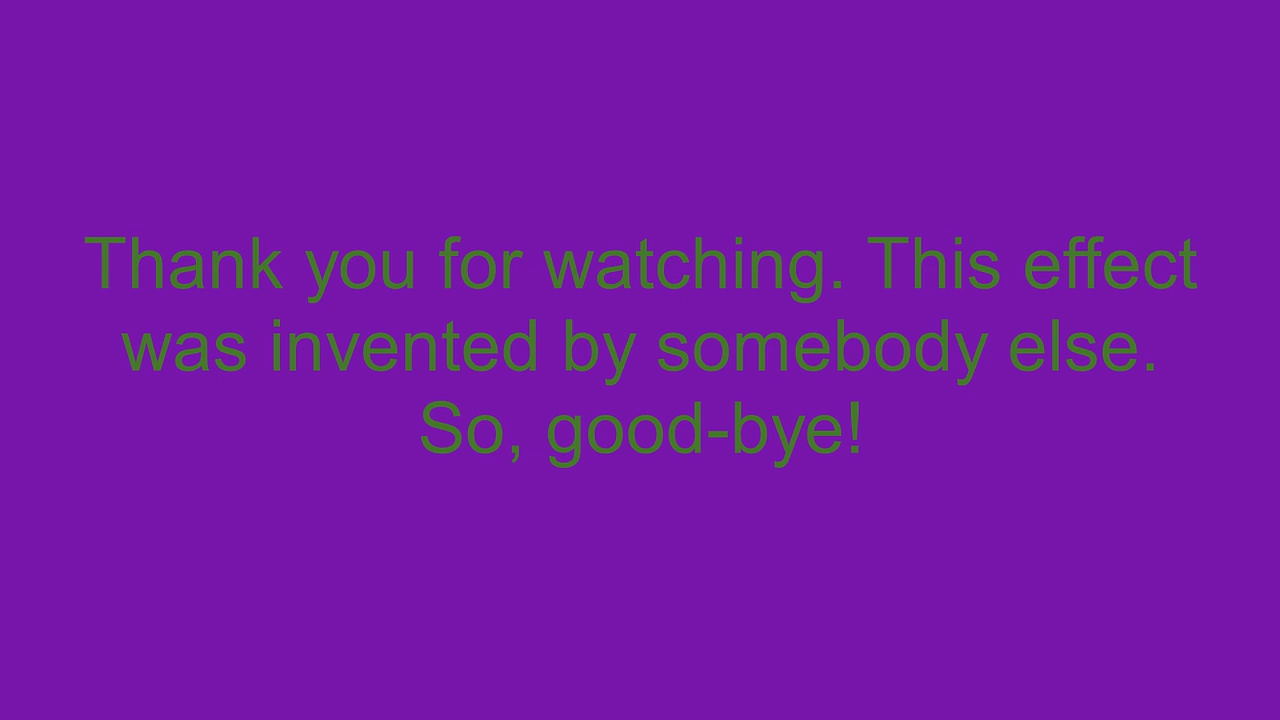 Thank you for watching. This effect
was invented by somebody else.
So, good-bye!